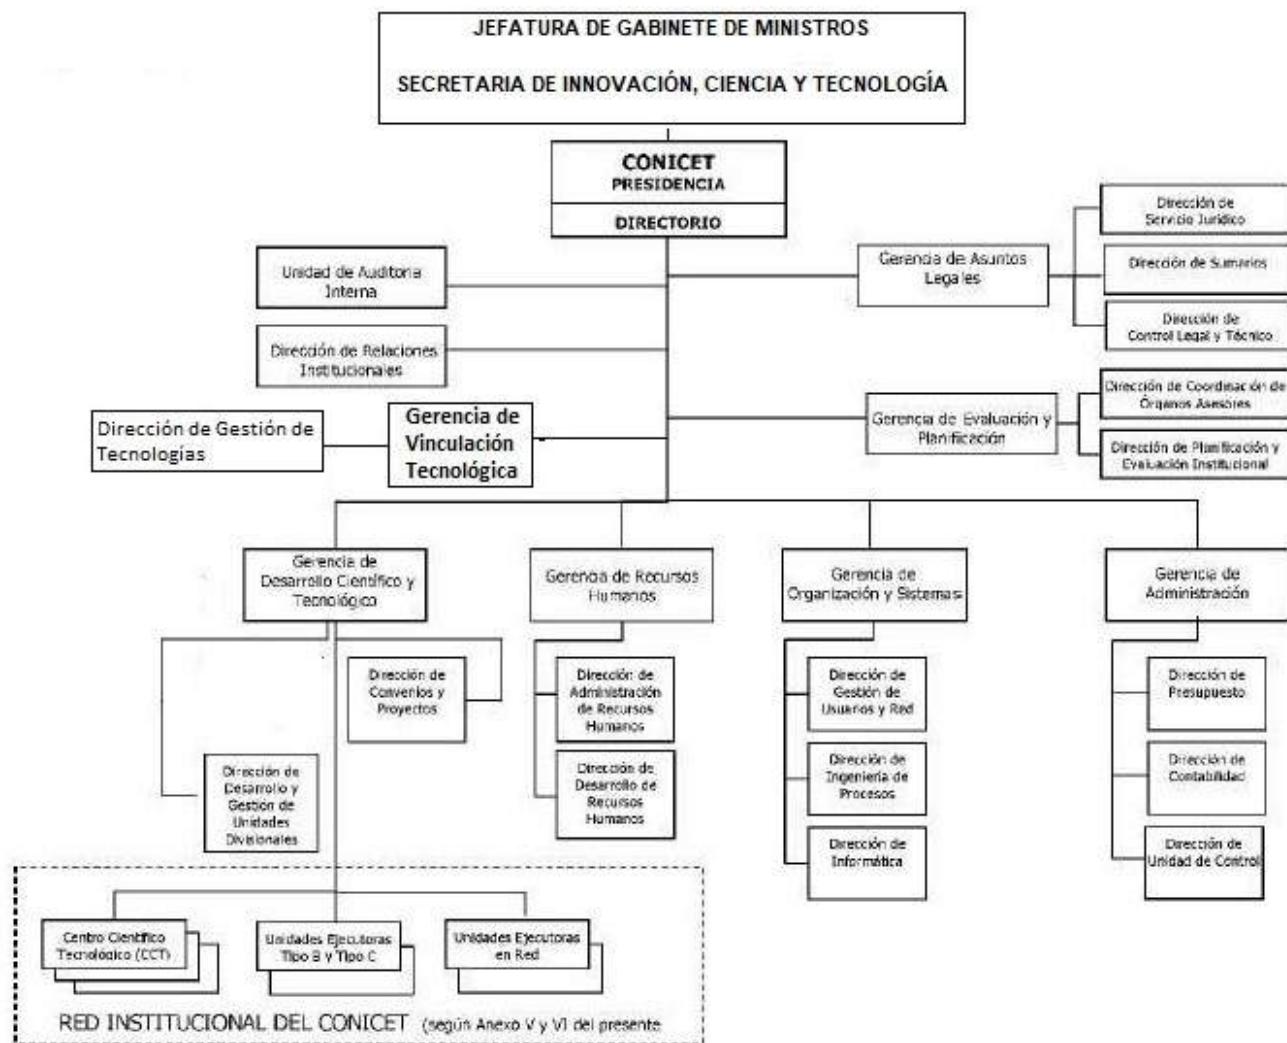 JEFATURA DE GABINETE DE MINISTROS
SECRETARIA DE INNOVACIÓN, CIENCIA Y TECNOLOGÍA
CONICET
PRESIDENCIA
DIRECTORIO
Unidad de Auditoria
Interna
Dirección de Relaciones
Institucionales
Gerencia de Asuntos
Legales
Dirección de
Servicio Jurídico
Dirección de Sumarios
Dirección de
Control Legal y Técnico
Dirección de Gestión de
Tecnologías
Gerencia de
Vinculación
Tecnológica
Gerencia de Evaluación y
Planificación
Dirección de Coordinación de
Órganos Asesores
Dirección de Planificación y
Evaluación Institucional
Gerencia de
Desarrollo Científico y
Tecnológico
Gerencia de Recursos
Humanos
Gerencia de
Organización y Sistemas
Gerencia de
Administración
Dirección de
Convenios y
Proyectos
Dirección de
Desarrollo y
Gestión de
Unidades
Divisionales
Dirección de
Administración
de Recursos
Humanos
Dirección de
Desarrollo de
Recursos
Humanos
Dirección de
Gestión de
Usuarios y Red
Dirección de
Ingeniería de
Procesos
Dirección de
Informática
Dirección de
Presupuesto
Dirección de
Contabilidad
Dirección de
Unidad de Control
Centro Científico
Tecnológico (CCT)
Unidades Ejecutoras
Tipo B y Tipo C
Unidades Ejecutoras
en Red
RED INSTITUCIONAL DEL CONICET (según Anexo V y VI del presente